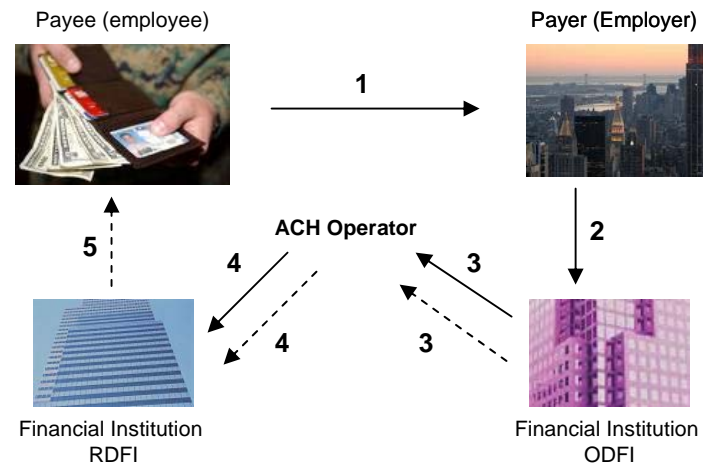 Payee (employee)
Payer (Employer)
1
2
ACH Operator
5
4
3
4
3
Financial Institution
RDFI
Financial Institution
ODFI